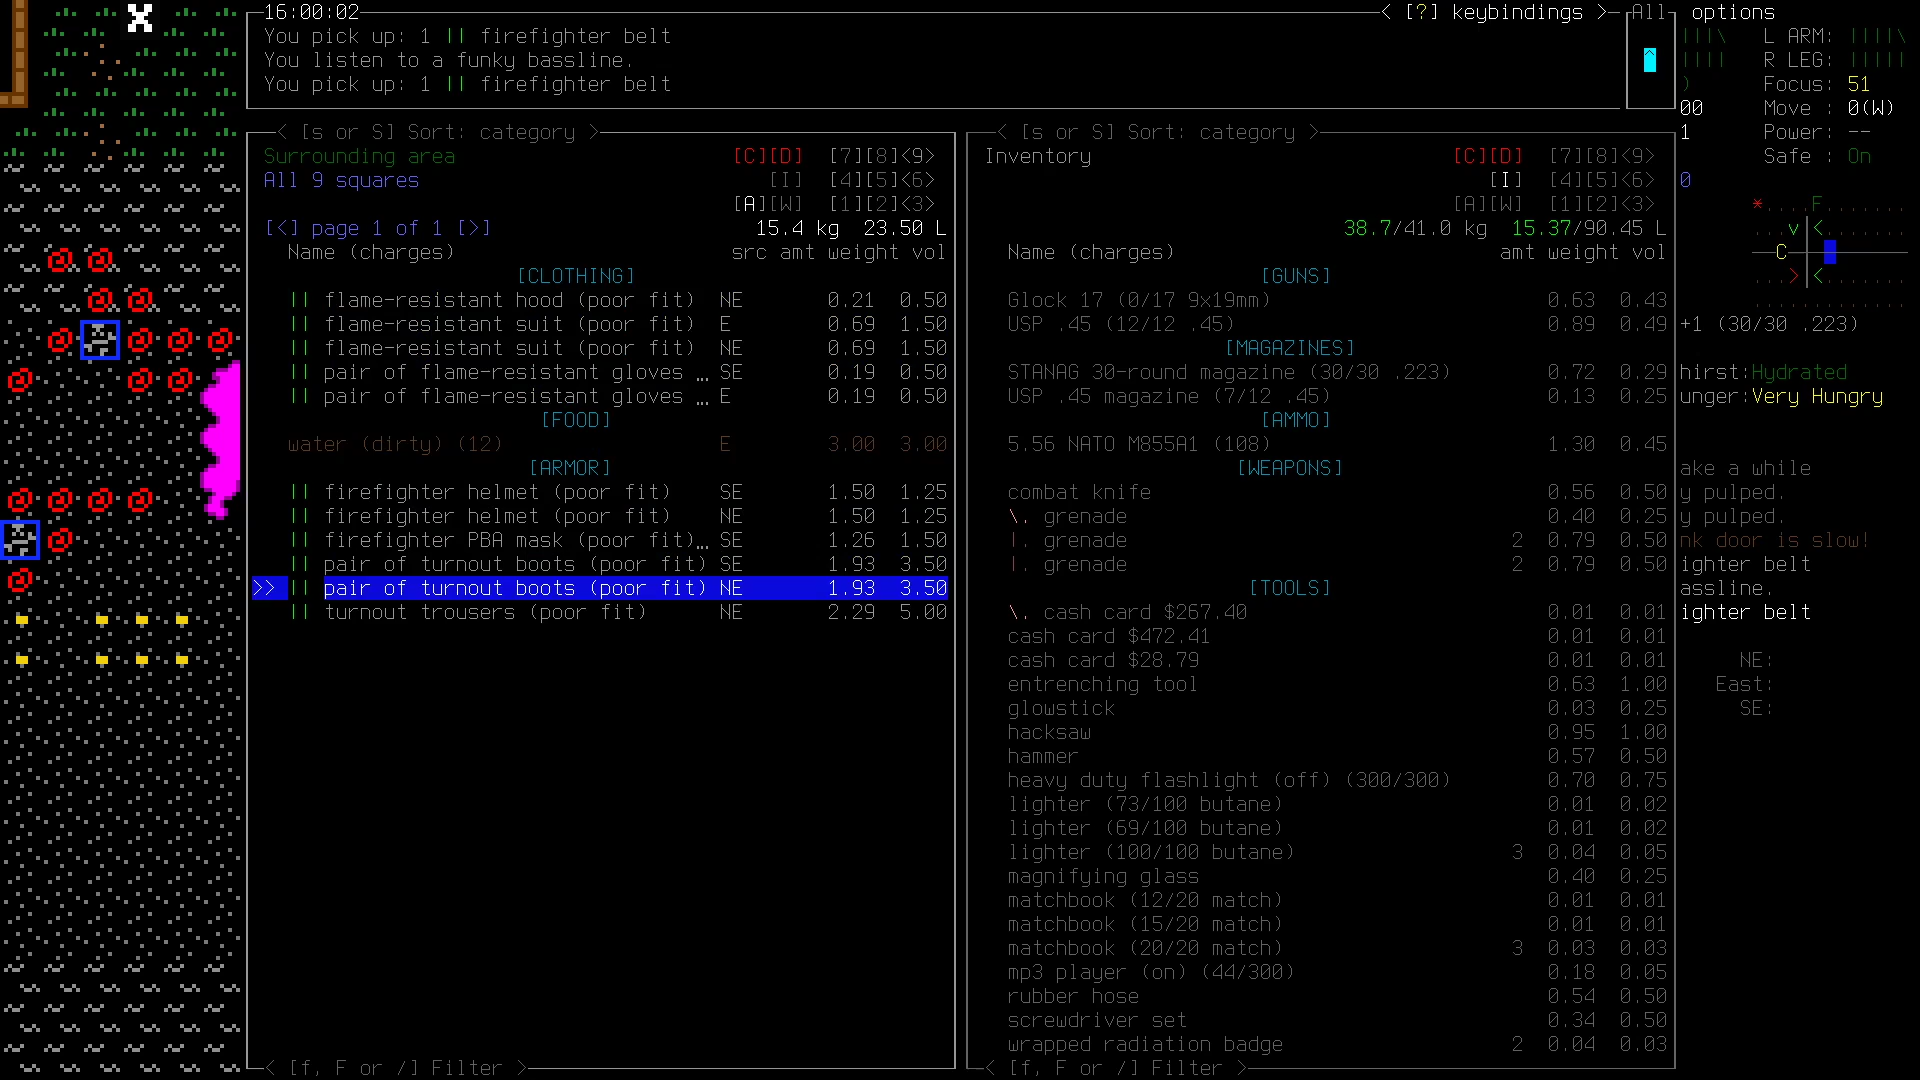 16:00:02 < [?] keybindings > All options
You pick up: 1 || firefighter belt
You listen to a funky bassline.
You pick up: 1 || firefighter belt
L ARM:
R LEG:
Focus: 51
00 Move : 0(W)
1 Power: --
Safe : On
0
< [s or S] Sort: category >
Surrounding area [C][D] [7][8]<9>
All 9 squares [I] [4][5]<6>
[A][W] [1][2]<3>
[<] page 1 of 1 [>] 15.4 kg 23.50 L
Name (charges) src amt weight vol
[CLOTHING]
|| flame-resistant hood (poor fit) NE 0.21 0.50
|| flame-resistant suit (poor fit) E 0.69 1.50
|| flame-resistant suit (poor fit) NE 0.69 1.50
|| pair of flame-resistant gloves … SE 0.19 0.50
|| pair of flame-resistant gloves … E 0.19 0.50
[FOOD]
water (dirty) (12) E 3.00 3.00
[ARMOR]
|| firefighter helmet (poor fit) SE 1.50 1.25
|| firefighter helmet (poor fit) NE 1.50 1.25
|| firefighter PBA mask (poor fit)… SE 1.26 1.50
|| pair of turnout boots (poor fit) SE 1.93 3.50
>> || pair of turnout boots (poor fit) NE 1.93 3.50
|| turnout trousers (poor fit) NE 2.29 5.00
< [f, F or /] Filter >
< [s or S] Sort: category >
Inventory [C][D] [7][8]<9>
[I] [4][5]<6>
[A][W] [1][2]<3>
38.7/41.0 kg 15.37/90.45 L
Name (charges) amt weight vol
[GUNS]
Glock 17 (0/17 9x19mm) 0.63 0.43
USP .45 (12/12 .45) 0.89 0.49
[MAGAZINES]
STANAG 30-round magazine (30/30 .223) 0.72 0.29
USP .45 magazine (7/12 .45) 0.13 0.25
[AMMO]
5.56 NATO M855A1 (108) 1.30 0.45
[WEAPONS]
combat knife 0.56 0.50
\. grenade 0.40 0.25
|. grenade 2 0.79 0.50
|. grenade 2 0.79 0.50
[TOOLS]
\. cash card $267.40 0.01 0.01
cash card $472.41 0.01 0.01
cash card $28.79 0.01 0.01
entrenching tool 0.63 1.00
glowstick 0.03 0.25
hacksaw 0.95 1.00
hammer 0.57 0.50
heavy duty flashlight (off) (300/300) 0.70 0.75
lighter (73/100 butane) 0.01 0.02
lighter (69/100 butane) 0.01 0.02
lighter (100/100 butane) 3 0.04 0.05
magnifying glass 0.40 0.25
matchbook (12/20 match) 0.01 0.01
matchbook (15/20 match) 0.01 0.01
matchbook (20/20 match) 3 0.03 0.03
mp3 player (on) (44/300) 0.18 0.05
rubber hose 0.54 0.50
screwdriver set 0.34 0.50
wrapped radiation badge 2 0.04 0.03
< [f, F or /] Filter >
+1 (30/30 .223)
hirst:Hydrated
unger:Very Hungry
ake a while
y pulped.
y pulped.
nk door is slow!
ighter belt
assline.
ighter belt
NE:
East:
SE: